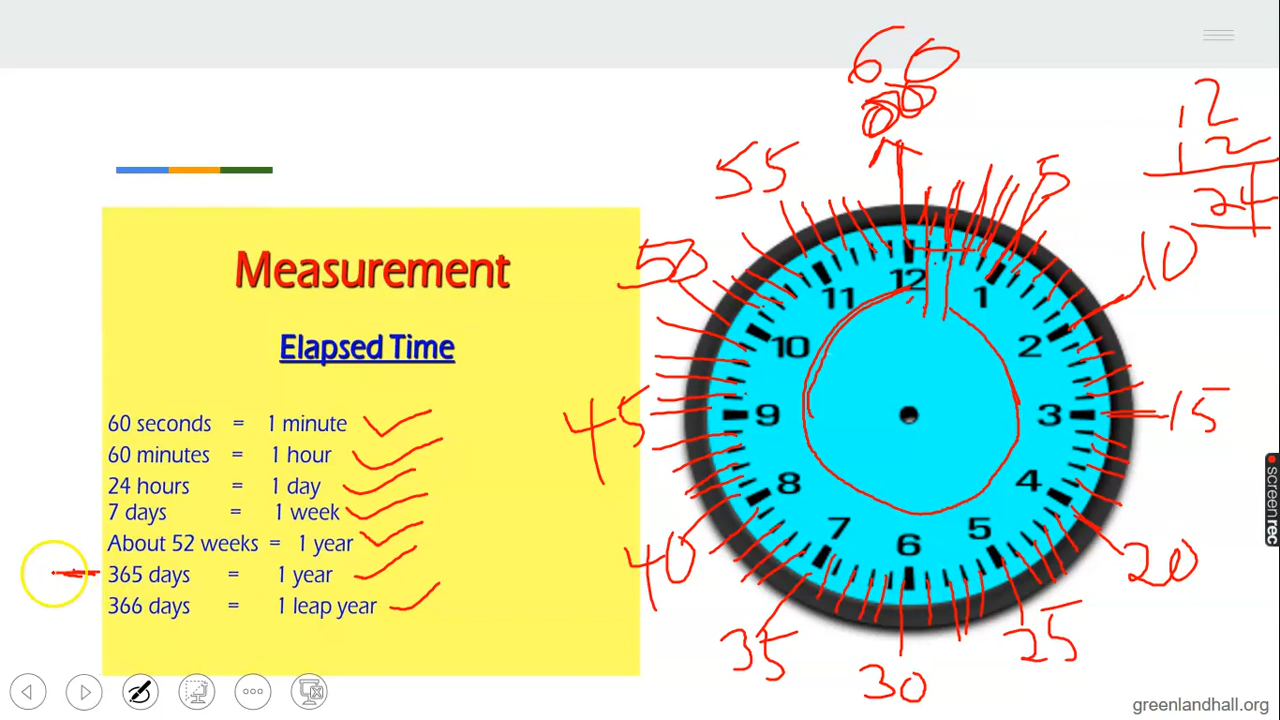 Measurement
Elapsed Time
60 seconds = 1 minute
60 minutes = 1 hour
24 hours = 1 day
7 days = 1 week
About 52 weeks = 1 year
365 days = 1 year
366 days = 1 leap year
60
55
5
50
10
45
15
40
20
35
25
30
12
1
2
3
4
5
6
7
8
9
10
11
12
12
24
screenrec
greenlandhall.org